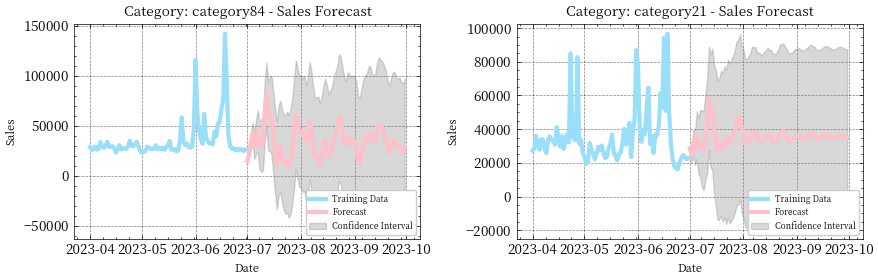 Category: category84 - Sales Forecast
150000
100000
50000
0
−50000
Sales
2023-04
2023-05
2023-06
2023-07
2023-08
2023-09
2023-10
Date
Training Data
Forecast
Confidence Interval
Category: category21 - Sales Forecast
100000
80000
60000
40000
20000
0
−20000
Sales
2023-04
2023-05
2023-06
2023-07
2023-08
2023-09
2023-10
Date
Training Data
Forecast
Confidence Interval